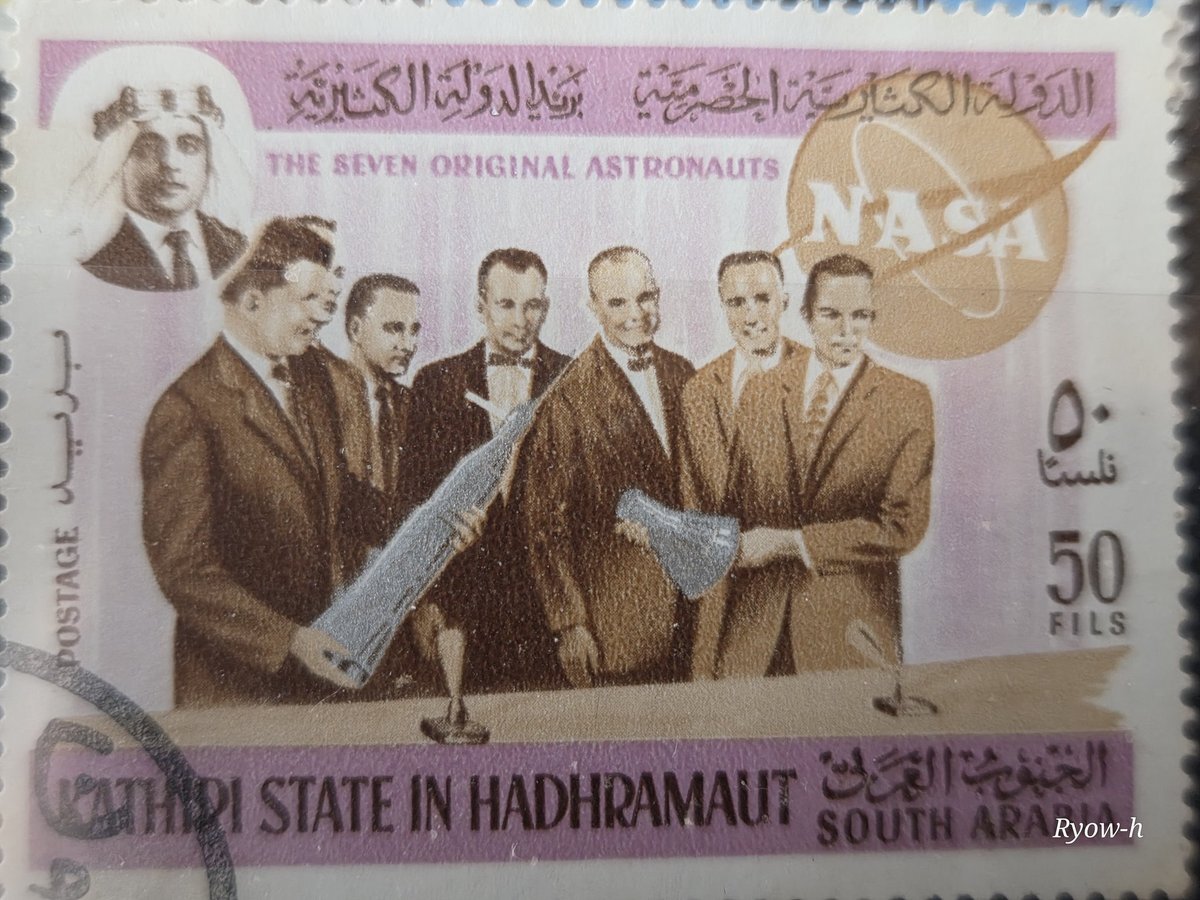 الدولة الكثيرية الحضرمية بريد الدولة الكثيرية
THE SEVEN ORIGINAL ASTRONAUTS
NASA
بريد
POSTAGE
٥٠
فلسا
50
FILS
KATHIRI STATE IN HADHRAMAUT
الجنوب العربي
SOUTH ARABIA
Ryow-h